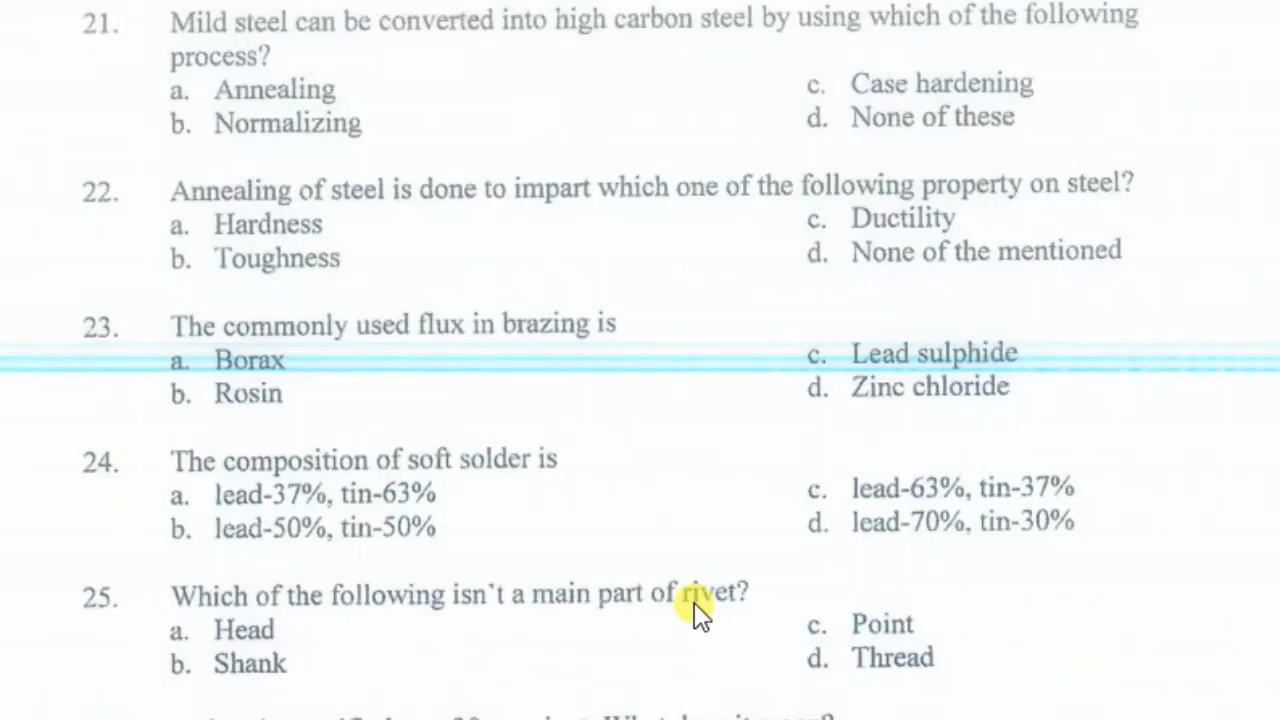 21. Mild steel can be converted into high carbon steel by using which of the following
process?
a. Annealing c. Case hardening
b. Normalizing d. None of these
22. Annealing of steel is done to impart which one of the following property on steel?
a. Hardness c. Ductility
b. Toughness d. None of the mentioned
23. The commonly used flux in brazing is
a. Borax c. Lead sulphide
b. Rosin d. Zinc chloride
24. The composition of soft solder is
a. lead-37%, tin-63% c. lead-63%, tin-37%
b. lead-50%, tin-50% d. lead-70%, tin-30%
25. Which of the following isn't a main part of rivet?
a. Head c. Point
b. Shank d. Thread